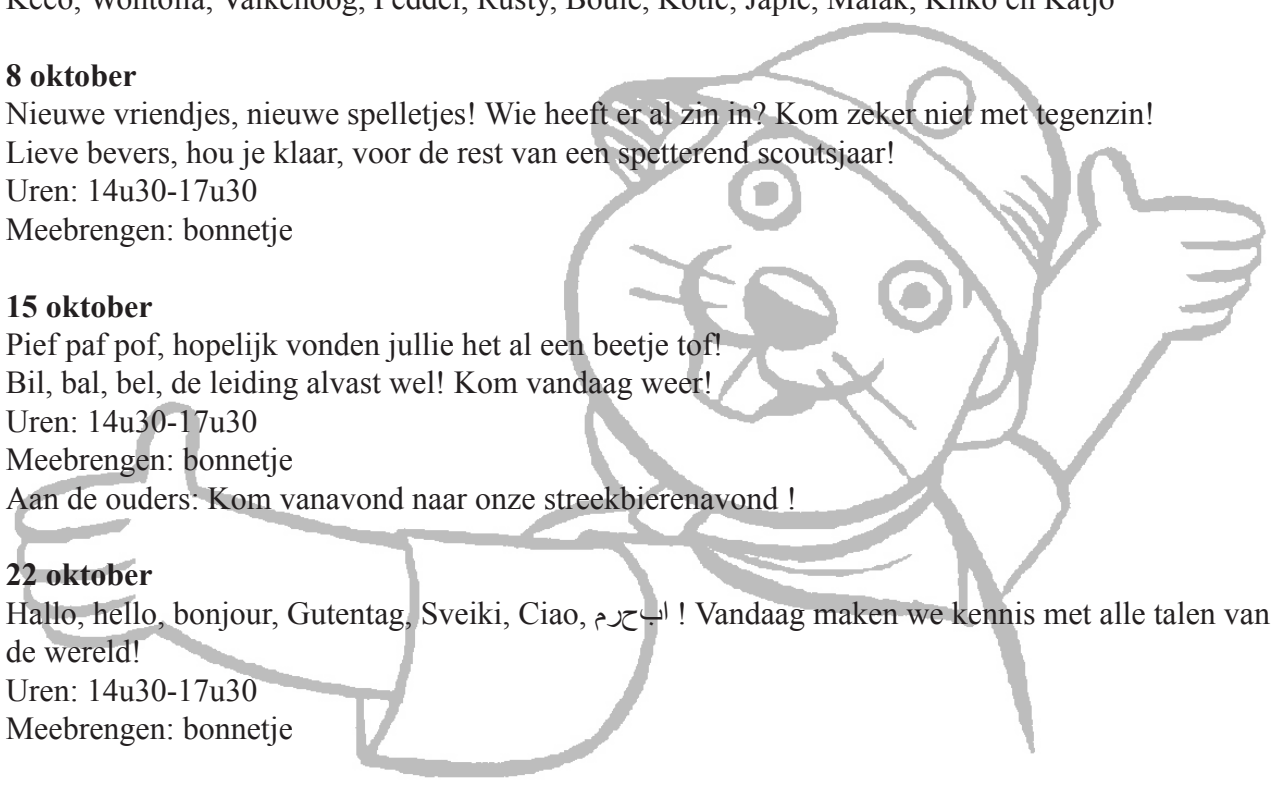 Wontolla, Valkenoog, Rusty, Japie, Malak, en Katjo
8 oktober
Nieuwe vriendjes, nieuwe spelletjes! Wie heeft er al zin in? Kom zeker niet met tegenzin!
Lieve bevers, hou je klaar, voor de rest van een spetterend scoutsjaar!
Uren: 14u30-17u30
Meebrengen: bonnetje
15 oktober
Pief paf pof, hopelijk vonden jullie het al een beetje tof!
Bil, bal, bel, de leiding alvast wel! Kom vandaag weer!
Uren: 14u30-17u30
Meebrengen: bonnetje
Aan de ouders: Kom vanavond naar onze streekbierenavond !
22 oktober
Hallo, hello, bonjour, Gutentag, Sveiki, Ciao, ابحرم ! Vandaag maken we kennis met alle talen van
de wereld!
Uren: 14u30-17u30
Meebrengen: bonnetje